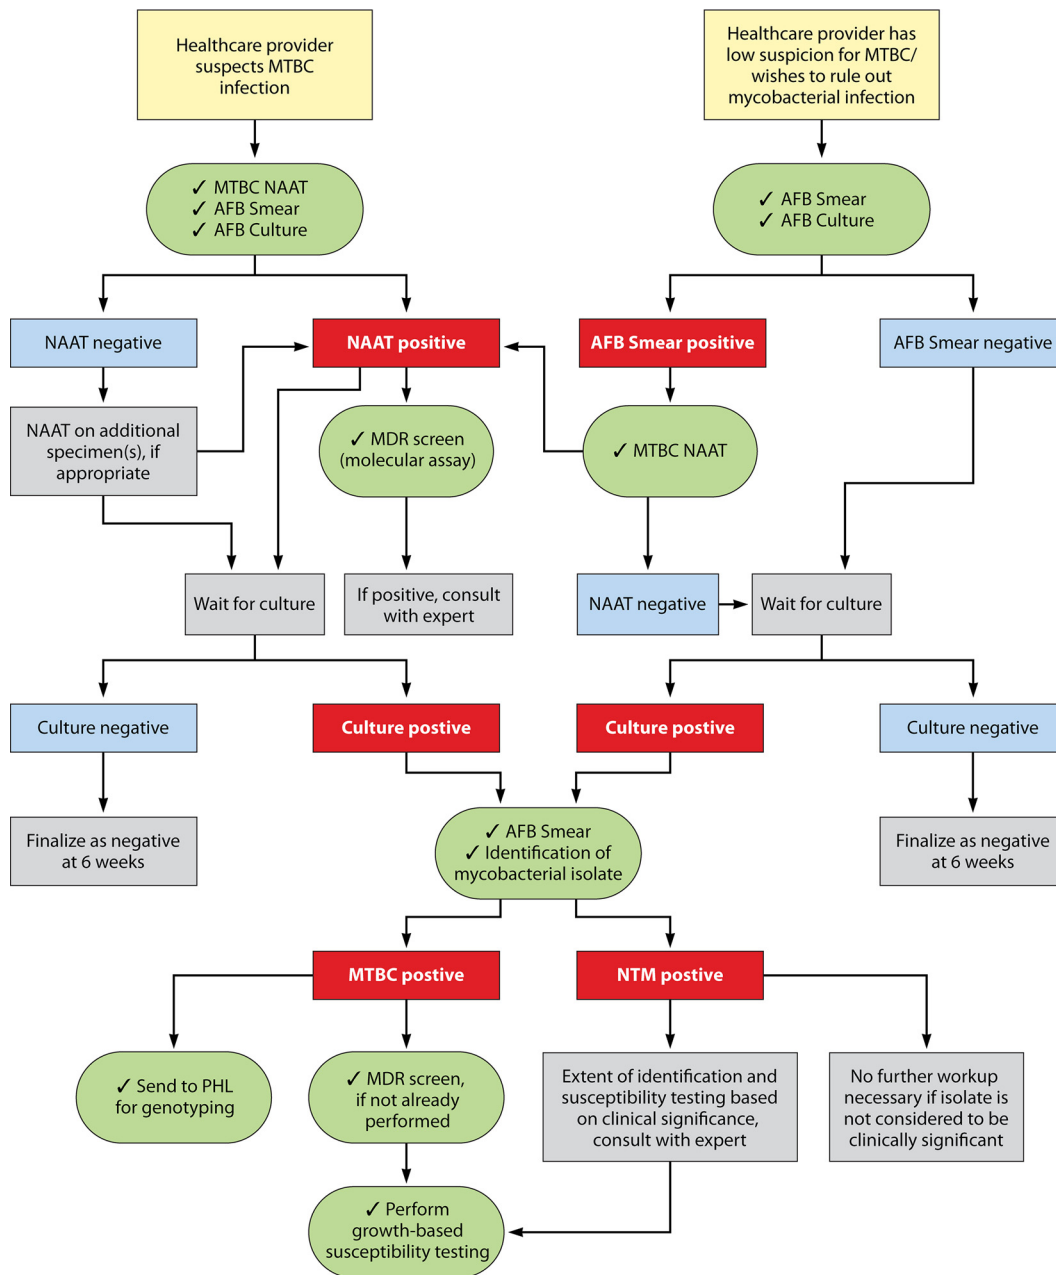 Healthcare provider
suspects MTBC
infection
Healthcare provider has
low suspicion for MTBC/
wishes to rule out
mycobacterial infection
✓ MTBC NAAT
✓ AFB Smear
✓ AFB Culture
✓ AFB Smear
✓ AFB Culture
NAAT negative
NAAT positive
AFB Smear positive
AFB Smear negative
NAAT on additional
specimen(s), if
appropriate
✓ MDR screen
(molecular assay)
✓ MTBC NAAT
Wait for culture
If positive, consult
with expert
NAAT negative
Wait for culture
Culture negative
Culture postive
Culture postive
Culture negative
Finalize as negative
at 6 weeks
✓ AFB Smear
✓ Identification of
mycobacterial isolate
Finalize as negative
at 6 weeks
MTBC postive
NTM postive
✓ Send to PHL
for genotyping
✓ MDR screen,
if not already
performed
Extent of identification and
susceptibility testing based
on clinical significance,
consult with expert
No further workup
necessary if isolate is
not considered to be
clinically significant
✓ Perform
growth-based
susceptibility testing